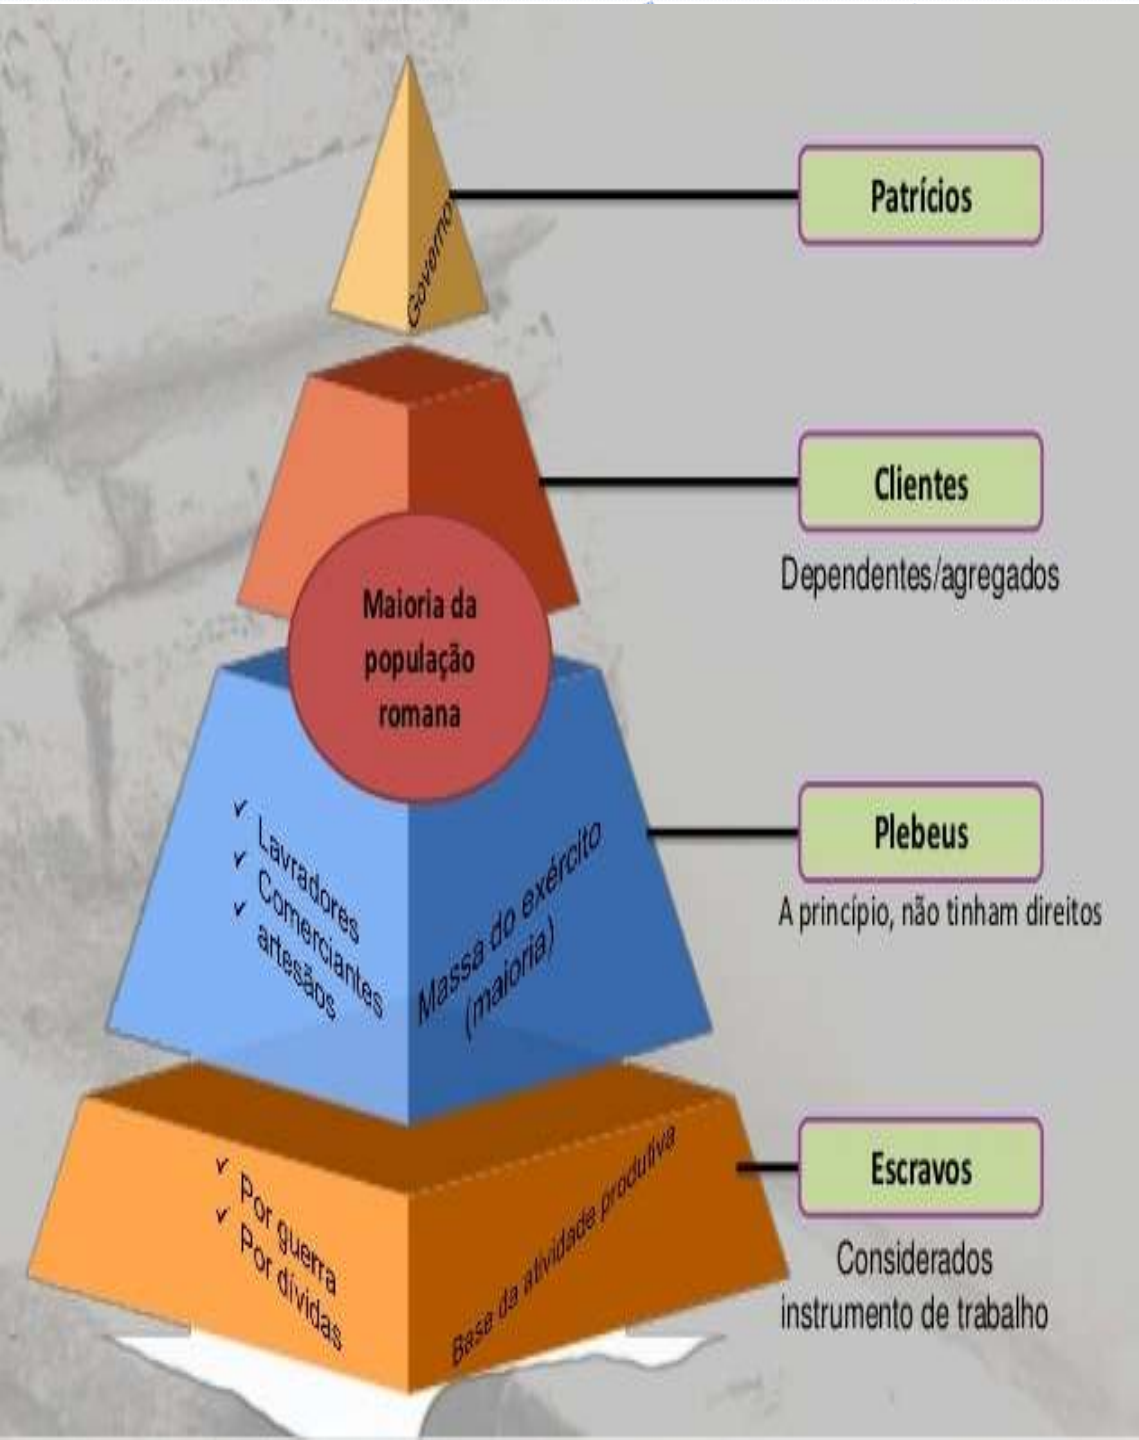 Governo
Patrícios
Clientes
Dependentes/agregados
Maioria da
população
romana
✓ Lavradores
✓ Comerciantes
✓ artesãos
Massa do exército
(maioria)
Plebeus
A princípio, não tinham direitos
✓ Por guerra
✓ Por dívidas
Base da atividade produtiva
Escravos
Considerados
instrumento de trabalho